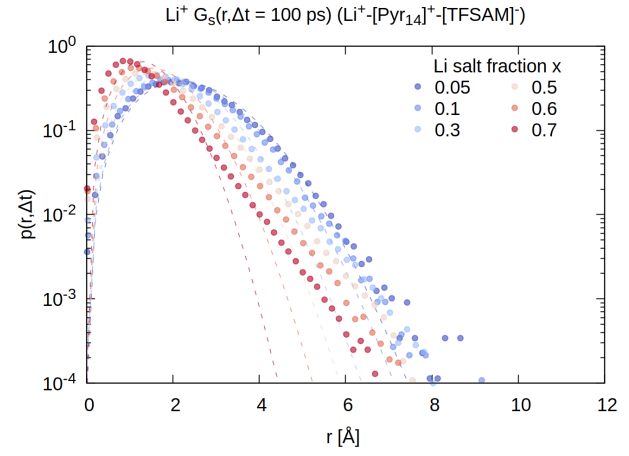 Li⁺ Gₛ(r,Δt = 100 ps) (Li⁺-[Pyr₁₄]⁺-[TFSAM]⁻)
Li salt fraction x
0.05 0.5
0.1 0.6
0.3 0.7
p(r,Δt)
10⁰
10⁻¹
10⁻²
10⁻³
10⁻⁴
0 2 4 6 8 10 12
r [Å]